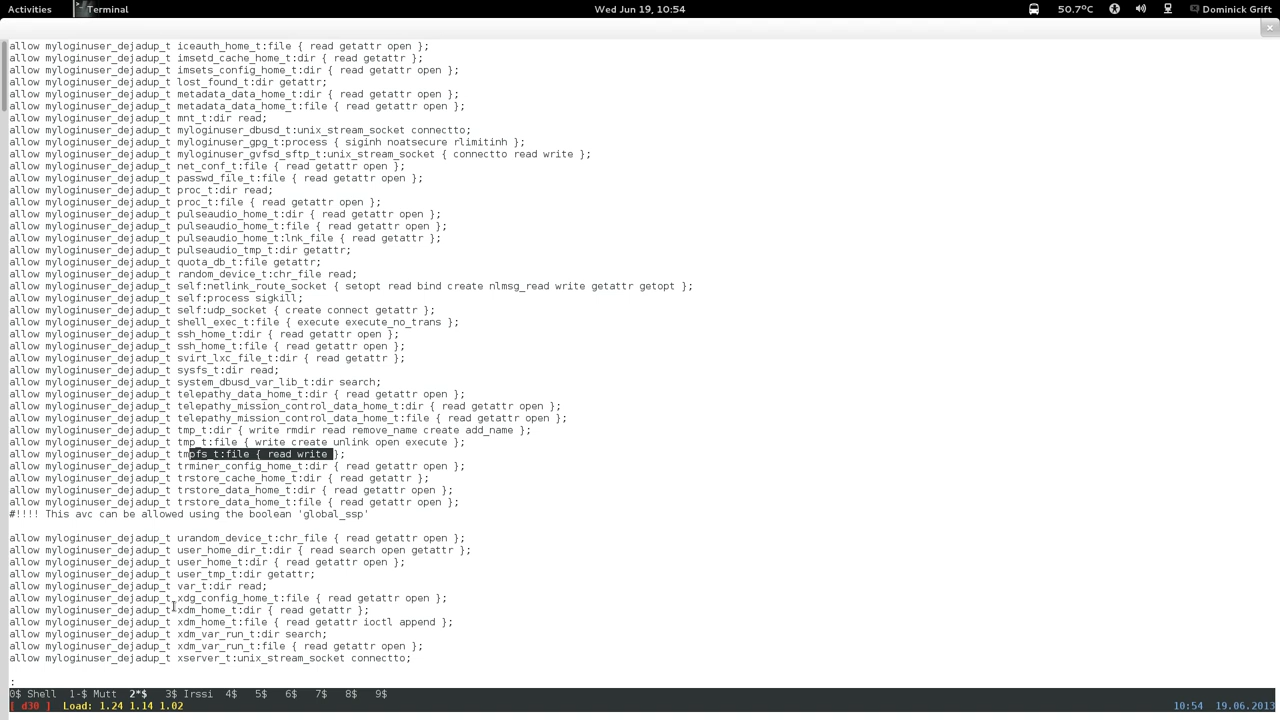 Activities Terminal Wed Jun 19, 10:54 50.7°C Dominick Grift
allow myloginuser_dejadup_t iceauth_home_t:file { read getattr open };
allow myloginuser_dejadup_t imsetd_cache_home_t:dir { read getattr };
allow myloginuser_dejadup_t imsets_config_home_t:dir { read getattr open };
allow myloginuser_dejadup_t lost_found_t:dir getattr;
allow myloginuser_dejadup_t metadata_data_home_t:dir { read getattr open };
allow myloginuser_dejadup_t metadata_data_home_t:file { read getattr open };
allow myloginuser_dejadup_t mnt_t:dir read;
allow myloginuser_dejadup_t myloginuser_dbusd_t:unix_stream_socket connectto;
allow myloginuser_dejadup_t myloginuser_gpg_t:process { siginh noatsecure rlimitinh };
allow myloginuser_dejadup_t myloginuser_gvfsd_sftp_t:unix_stream_socket { connectto read write };
allow myloginuser_dejadup_t net_conf_t:file { read getattr open };
allow myloginuser_dejadup_t passwd_file_t:file { read getattr open };
allow myloginuser_dejadup_t proc_t:dir read;
allow myloginuser_dejadup_t proc_t:file { read getattr open };
allow myloginuser_dejadup_t pulseaudio_home_t:dir { read getattr open };
allow myloginuser_dejadup_t pulseaudio_home_t:file { read getattr open };
allow myloginuser_dejadup_t pulseaudio_home_t:lnk_file { read getattr };
allow myloginuser_dejadup_t pulseaudio_tmp_t:dir getattr;
allow myloginuser_dejadup_t quota_db_t:file getattr;
allow myloginuser_dejadup_t random_device_t:chr_file read;
allow myloginuser_dejadup_t self:netlink_route_socket { setopt read bind create nlmsg_read write getattr getopt };
allow myloginuser_dejadup_t self:process sigkill;
allow myloginuser_dejadup_t self:udp_socket { create connect getattr };
allow myloginuser_dejadup_t shell_exec_t:file { execute execute_no_trans };
allow myloginuser_dejadup_t ssh_home_t:dir { read getattr open };
allow myloginuser_dejadup_t ssh_home_t:file { read getattr open };
allow myloginuser_dejadup_t svirt_lxc_file_t:dir { read getattr };
allow myloginuser_dejadup_t sysfs_t:dir read;
allow myloginuser_dejadup_t system_dbusd_var_lib_t:dir search;
allow myloginuser_dejadup_t telepathy_data_home_t:dir { read getattr open };
allow myloginuser_dejadup_t telepathy_mission_control_data_home_t:dir { read getattr open };
allow myloginuser_dejadup_t telepathy_mission_control_data_home_t:file { read getattr open };
allow myloginuser_dejadup_t tmp_t:dir { write rmdir read remove_name create add_name };
allow myloginuser_dejadup_t tmp_t:file { write create unlink open execute };
allow myloginuser_dejadup_t tmpfs_t:file { read write };
allow myloginuser_dejadup_t trminer_config_home_t:dir { read getattr open };
allow myloginuser_dejadup_t trstore_cache_home_t:dir { read getattr };
allow myloginuser_dejadup_t trstore_data_home_t:dir { read getattr open };
allow myloginuser_dejadup_t trstore_data_home_t:file { read getattr open };
#!!!! This avc can be allowed using the boolean 'global_ssp'
allow myloginuser_dejadup_t urandom_device_t:chr_file { read getattr open };
allow myloginuser_dejadup_t user_home_dir_t:dir { read search open getattr };
allow myloginuser_dejadup_t user_home_t:dir { read getattr open };
allow myloginuser_dejadup_t user_tmp_t:dir getattr;
allow myloginuser_dejadup_t var_t:dir read;
allow myloginuser_dejadup_t xdg_config_home_t:file { read getattr open };
allow myloginuser_dejadup_t xdm_home_t:dir { read getattr };
allow myloginuser_dejadup_t xdm_home_t:file { read getattr ioctl append };
allow myloginuser_dejadup_t xdm_var_run_t:dir search;
allow myloginuser_dejadup_t xdm_var_run_t:file { read getattr open };
allow myloginuser_dejadup_t xserver_t:unix_stream_socket connectto;
:
0$ Shell 1-$ Mutt 2*$ 3$ Irssi 4$ 5$ 6$ 7$ 8$ 9$
[ d30 ] Load: 1.24 1.14 1.02 10:54 19.06.2013